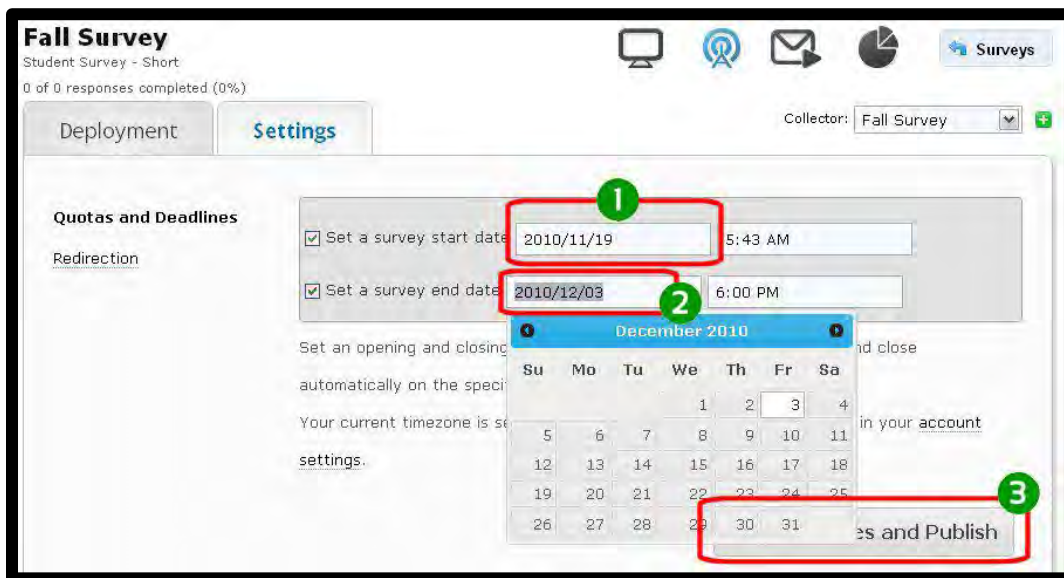 Fall Survey
Student Survey - Short
0 of 0 responses completed (0%)
Surveys
Deployment
Settings
Collector: Fall Survey
Quotas and Deadlines
Redirection
1
Set a survey start date 2010/11/19 5:43 AM
Set a survey end date 2010/12/03 6:00 PM
2
December 2010
Su Mo Tu We Th Fr Sa
1 2 3 4
5 6 7 8 9 10 11
12 13 14 15 16 17 18
19 20 21 22 23 24 25
26 27 28 29 30 31
Set an opening and closing nd close
automatically on the speci
Your current timezone is se in your account
settings.
3
es and Publish